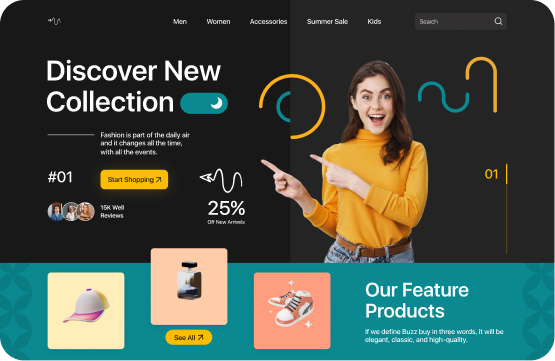 Men Women Accessories Summer Sale Kids Search
Discover New
Collection
Fashion is part of the daily air
and it changes all the time,
with all the events.
#01
Start Shopping
15K Well
Reviews
25%
Off New Arrivals
01
See All
Our Feature
Products
If we define Buzz buy in three words, it will be
elegant, classic, and high-quality.